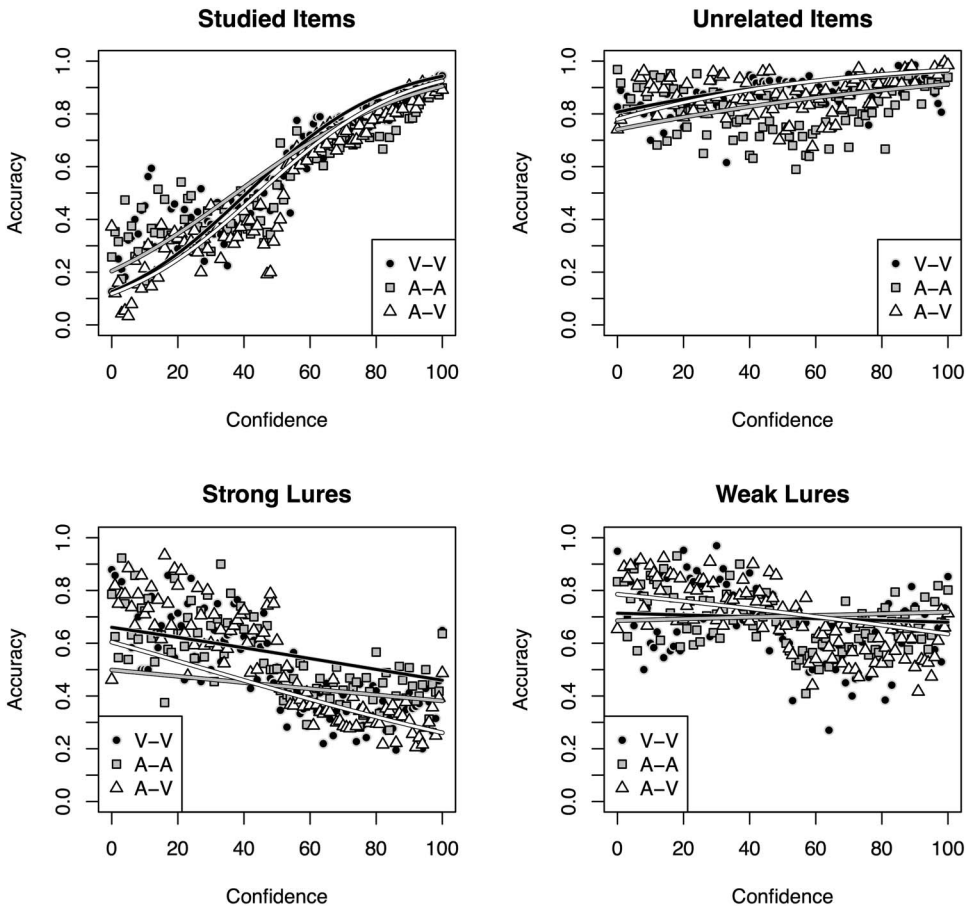 Studied Items
Accuracy
0.0 0.2 0.4 0.6 0.8 1.0
V–V
A–A
A–V
0 20 40 60 80 100
Confidence
Unrelated Items
Accuracy
0.0 0.2 0.4 0.6 0.8 1.0
V–V
A–A
A–V
0 20 40 60 80 100
Confidence
Strong Lures
Accuracy
0.0 0.2 0.4 0.6 0.8 1.0
V–V
A–A
A–V
0 20 40 60 80 100
Confidence
Weak Lures
Accuracy
0.0 0.2 0.4 0.6 0.8 1.0
V–V
A–A
A–V
0 20 40 60 80 100
Confidence